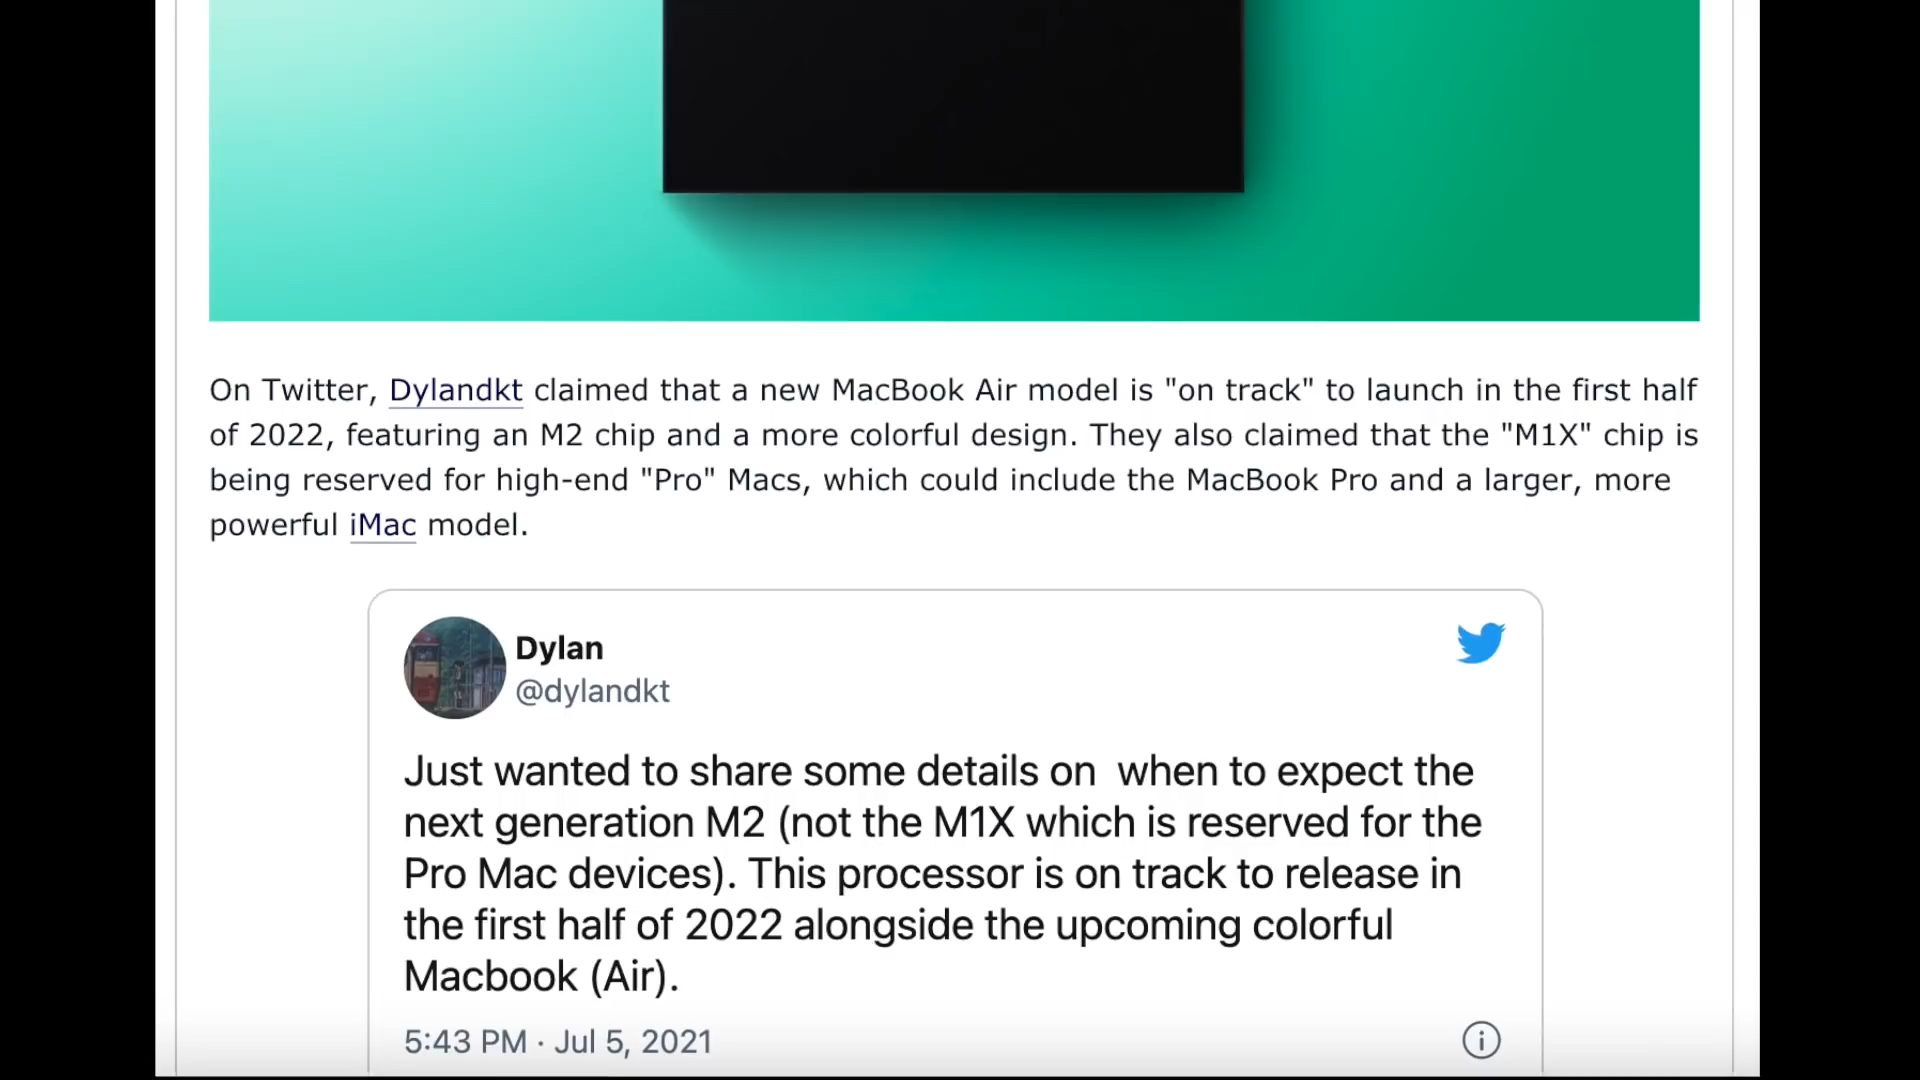 On Twitter, Dylandkt claimed that a new MacBook Air model is "on track" to launch in the first half
of 2022, featuring an M2 chip and a more colorful design. They also claimed that the "M1X" chip is
being reserved for high-end "Pro" Macs, which could include the MacBook Pro and a larger, more
powerful iMac model.
Dylan
@dylandkt
Just wanted to share some details on  when to expect the
next generation M2 (not the M1X which is reserved for the
Pro Mac devices). This processor is on track to release in
the first half of 2022 alongside the upcoming colorful
Macbook (Air).
5:43 PM · Jul 5, 2021